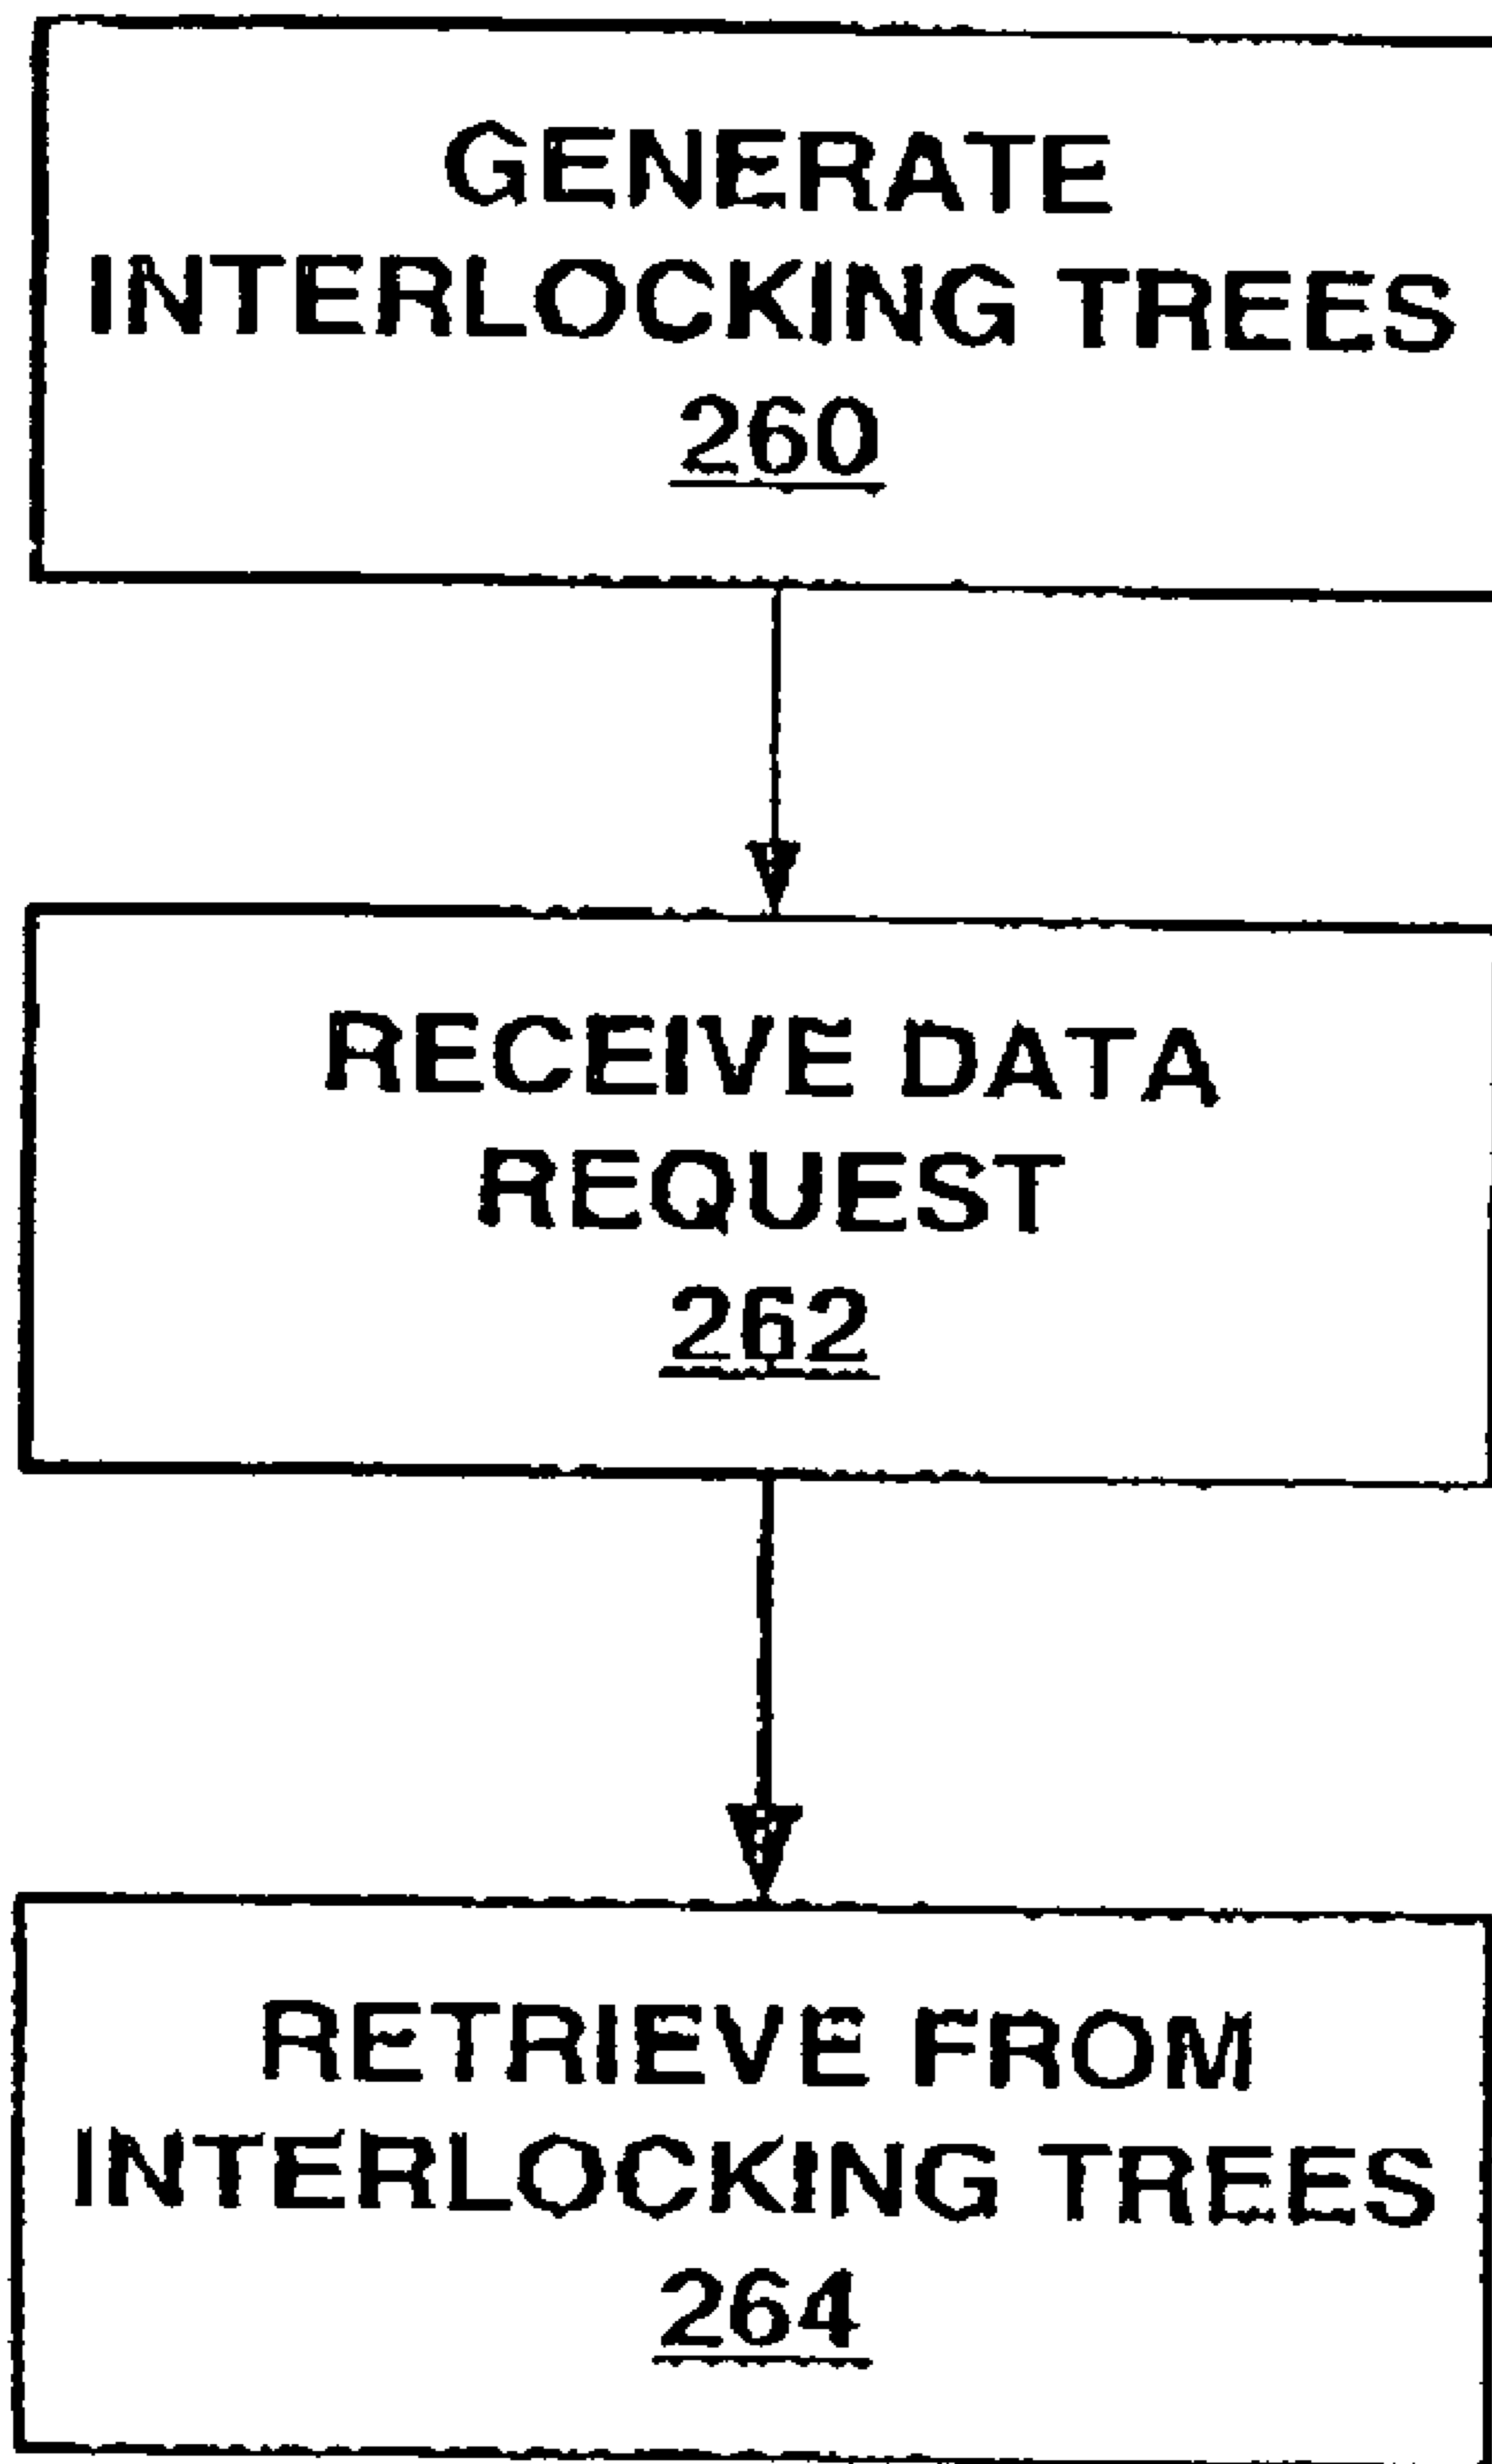 GENERATE
INTERLOCKING TREES
260
RECEIVE DATA
REQUEST
262
RETRIEVE FROM
INTERLOCKING TREES
264